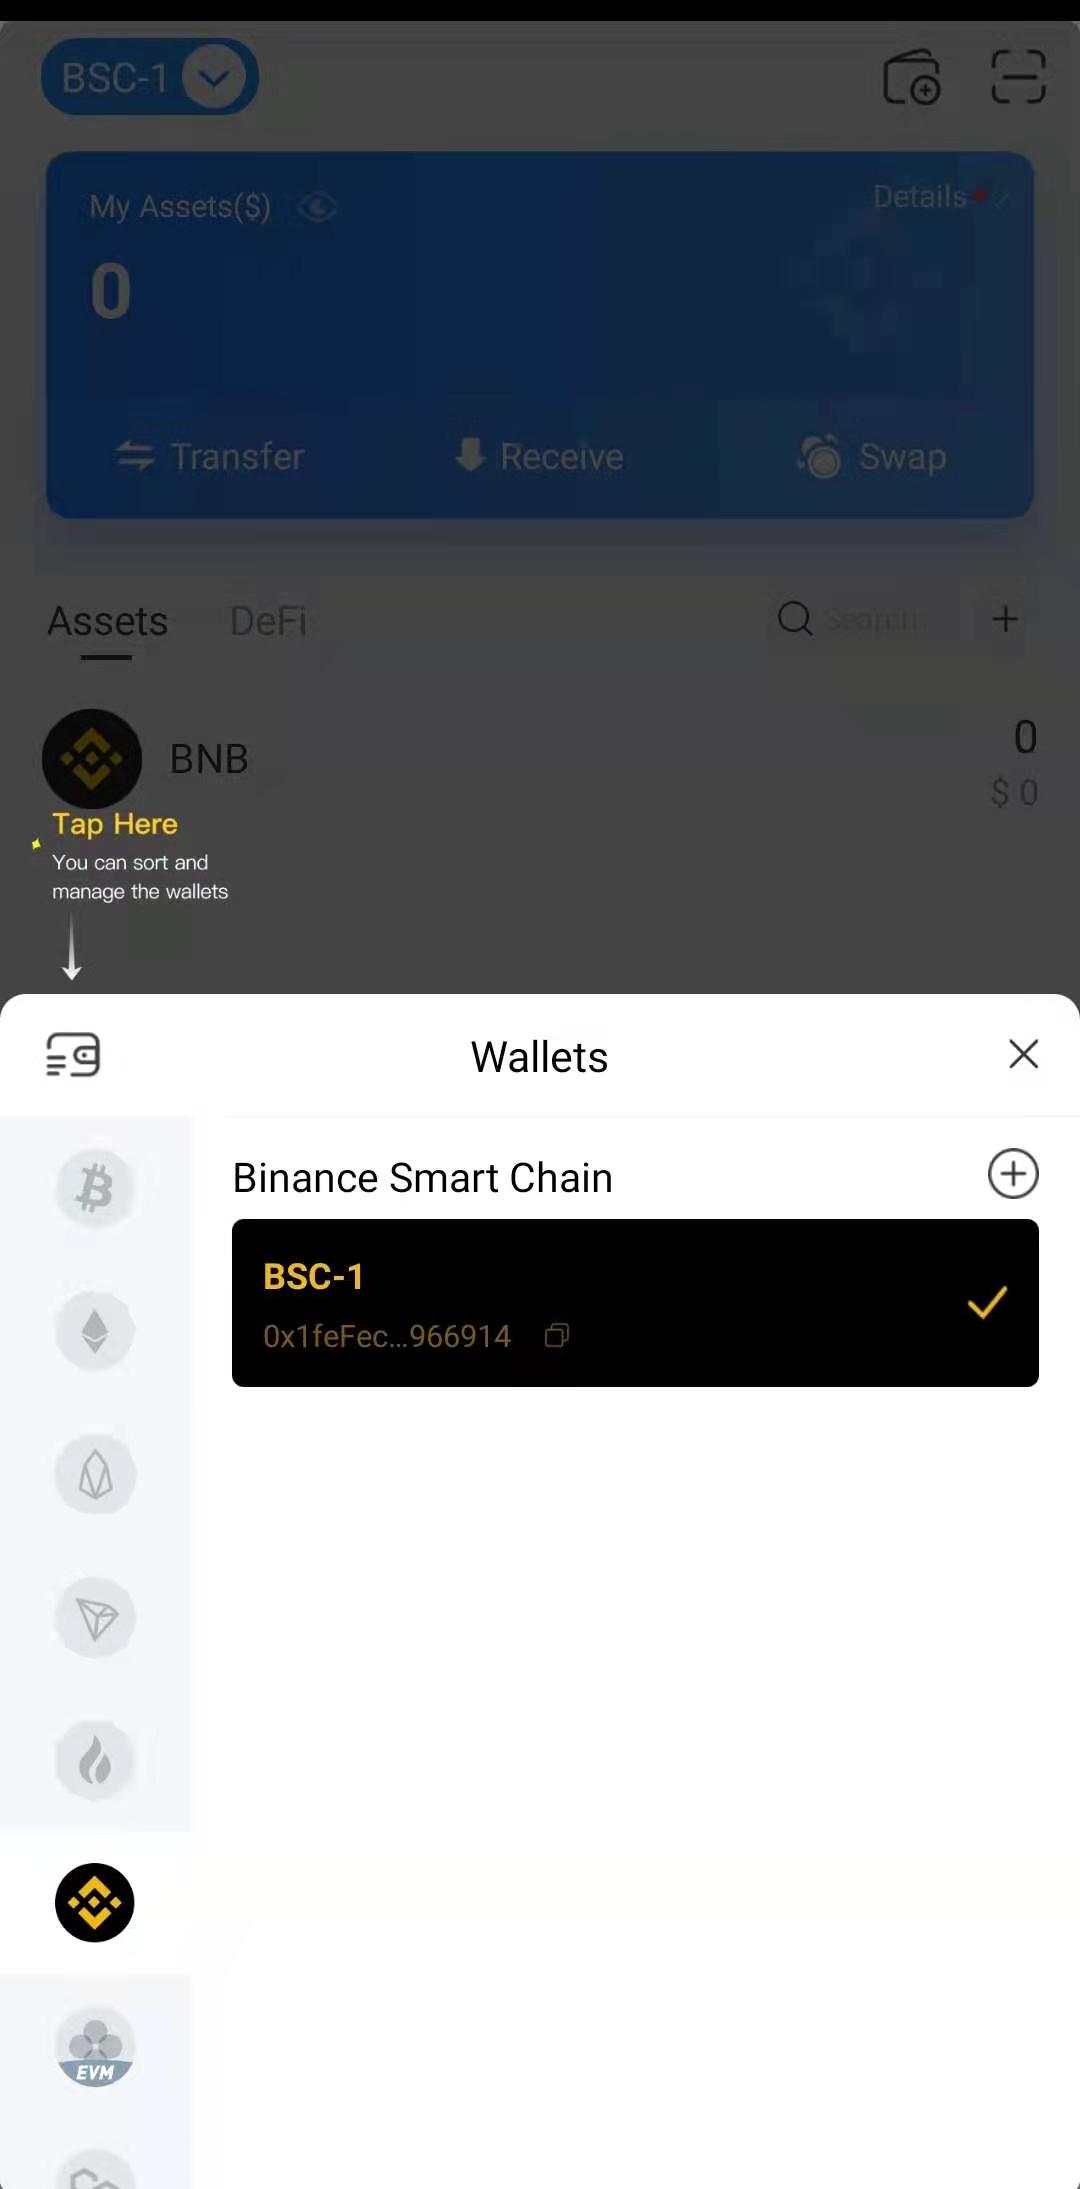 BSC-1
My Assets($)
Details
0
Transfer
Receive
Swap
Assets
DeFi
Search
BNB
0
$ 0
Tap Here
You can sort and
manage the wallets
Wallets
Binance Smart Chain
BSC-1
0x1feFec...966914
EVM